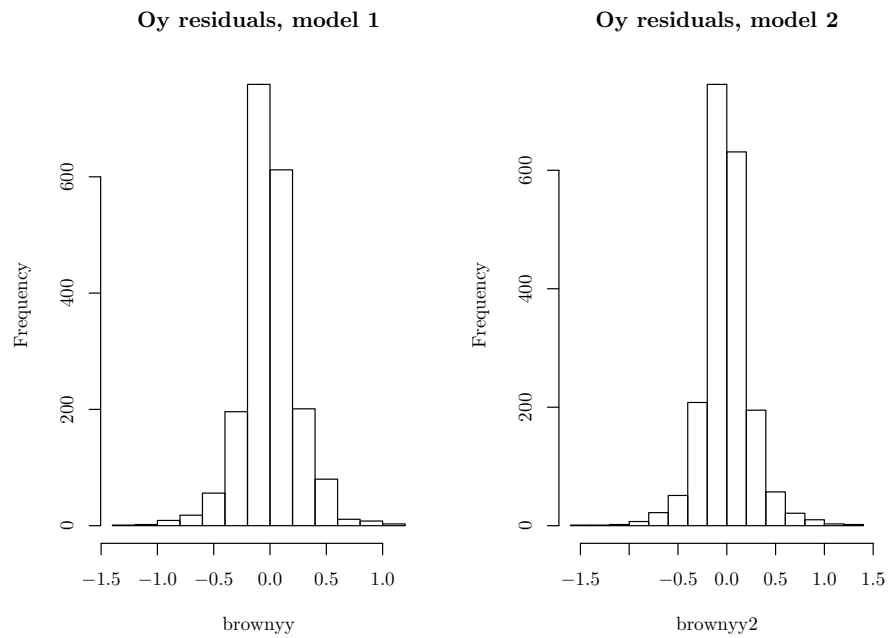 Oy residuals, model 1
Frequency
0
200
400
600
−1.5 −1.0 −0.5 0.0 0.5 1.0
brownyy
Oy residuals, model 2
Frequency
0
200
400
600
−1.5 −0.5 0.0 0.5 1.0 1.5
brownyy2